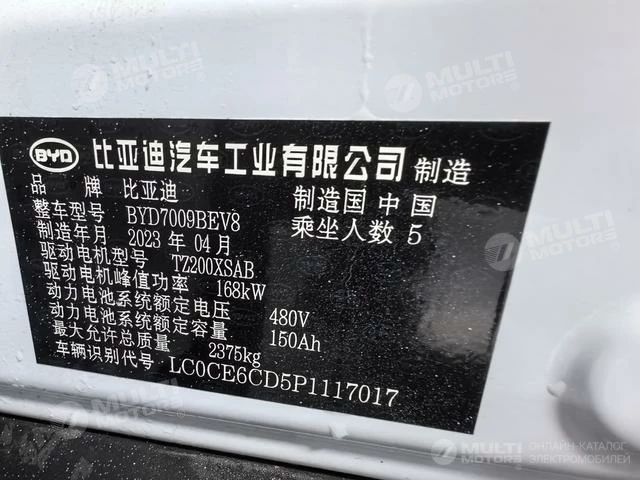 BYD 比亚迪汽车工业有限公司 制造
品牌 比亚迪 制造国 中国
整车型号 BYD7009BEV8 乘坐人数 5
制造年月 2023 年 04 月
驱动电机型号 TZ200XSAB
驱动电机峰值功率 168kW
动力电池系统额定电压 480V
动力电池系统额定容量 150Ah
最大允许总质量 2375kg
车辆识别代号 LC0CE6CD5P1117017
MULTI MOTORS
MULTI MOTORS
MULTI MOTORS
MULTI MOTORS ОНЛАЙН-КАТАЛОГ ЭЛЕКТРОМОБИЛЕЙ